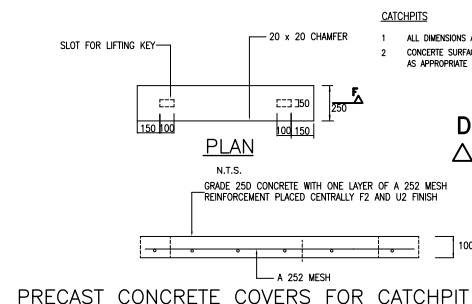 CATCHPITS
1 ALL DIMENSIONS A
2 CONCERTE SURFAC
AS APPROPRIATE
SLOT FOR LIFTING KEY
20 x 20 CHAMFER
F
50
250
150 100
100 150
D
PLAN
N.T.S.
GRADE 25D CONCRETE WITH ONE LAYER OF A 252 MESH
REINFORCEMENT PLACED CENTRALLY F2 AND U2 FINISH
100
A 252 MESH
PRECAST CONCRETE COVERS FOR CATCHPIT